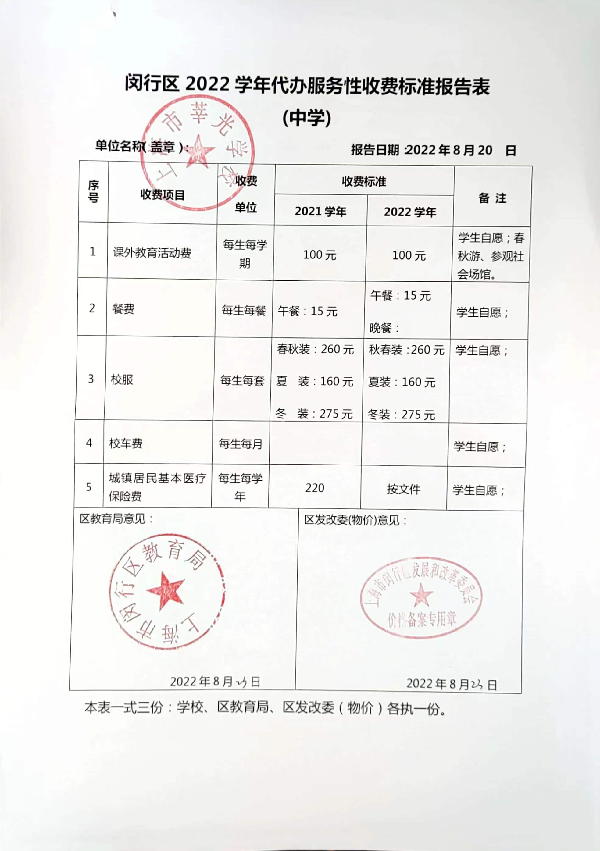 闵行区 2022 学年代办服务性收费标准报告表
(中学)
单位名称(盖章)：
报告日期:2022 年 8 月 20 日
上海市莘光学校
序号
收费项目
收费
单位
收费标准
备 注
2021 学年
2022 学年
1
课外教育活动费
每生每学
期
100 元
100 元
学生自愿；春
秋游、参观社
会场馆。
2
餐费
每生每餐
午餐：15 元
午餐：15 元
晚餐：
学生自愿；
3
校服
每生每套
春秋装：260 元
夏 装：160 元
冬 装：275 元
秋春装：260 元
夏装：160 元
冬装：275 元
学生自愿；
4
校车费
每生每月
学生自愿；
5
城镇居民基本医疗
保险费
每生每学
年
220
按文件
学生自愿；
区教育局意见：
区发改委(物价)意见：
上海市闵行区教育局
上海市闵行区发展和改革委员会
价格备案专用章
2022 年 8 月 23 日
2022 年 8 月 23 日
本表一式三份：学校、区教育局、区发改委（物价）各执一份。